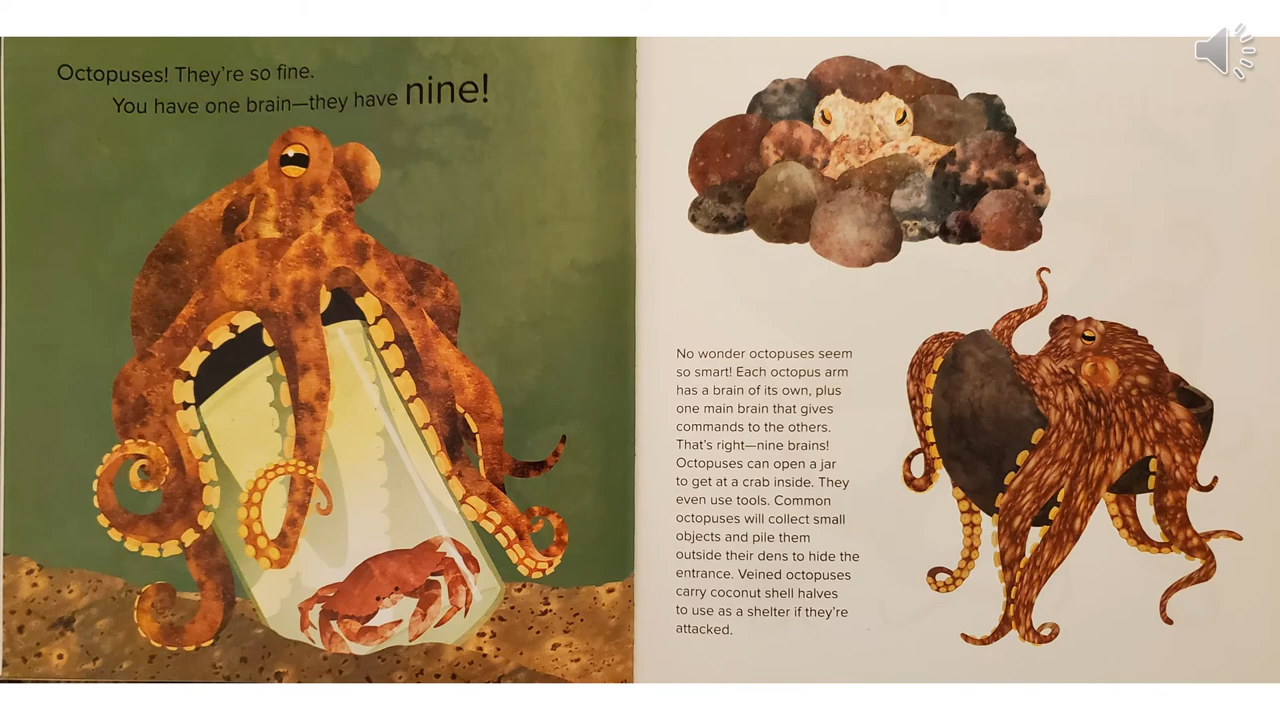 Octopuses! They're so fine.
You have one brain—they have nine!
No wonder octopuses seem
so smart! Each octopus arm
has a brain of its own, plus
one main brain that gives
commands to the others.
That's right—nine brains!
Octopuses can open a jar
to get at a crab inside. They
even use tools. Common
octopuses will collect small
objects and pile them
outside their dens to hide the
entrance. Veined octopuses
carry coconut shell halves
to use as a shelter if they're
attacked.